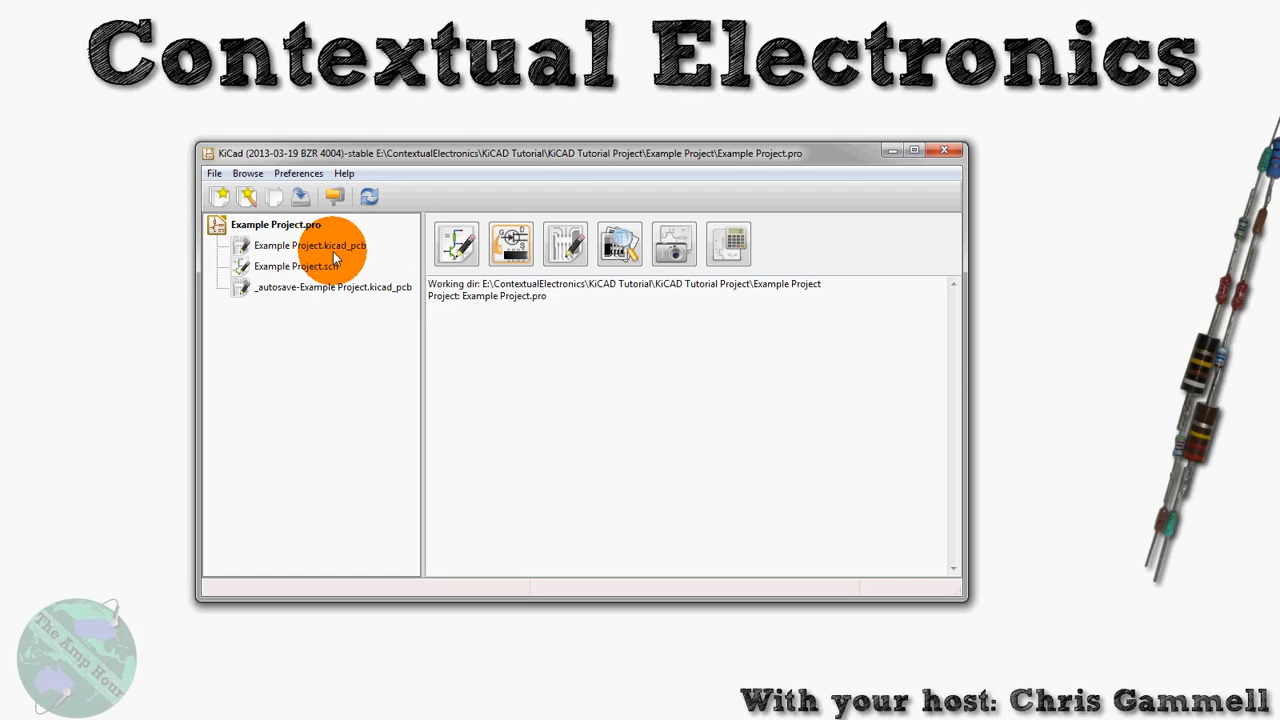 Contextual Electronics
KiCad (2013-03-19 BZR 4004)-stable E:\ContextualElectronics\KiCAD Tutorial\KiCAD Tutorial Project\Example Project\Example Project.pro
File Browse Preferences Help
Example Project.pro
Example Project.kicad_pcb
Example Project.sch
_autosave-Example Project.kicad_pcb
Working dir: E:\ContextualElectronics\KiCAD Tutorial\KiCAD Tutorial Project\Example Project
Project: Example Project.pro
The Amp Hour
With your host: Chris Gammell